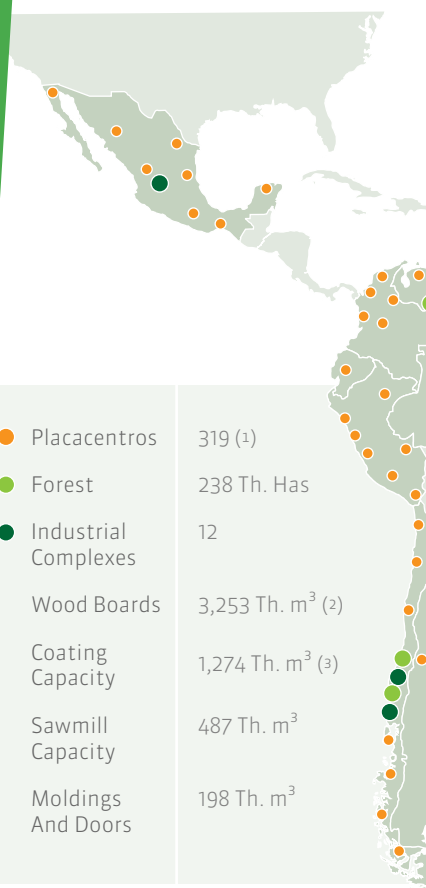 Placacentros 319 (1)
Forest 238 Th. Has
Industrial 12
Complexes
Wood Boards 3,253 Th. m³ (2)
Coating 1,274 Th. m³ (3)
Capacity
Sawmill 487 Th. m³
Capacity
Moldings 198 Th. m³
And Doors